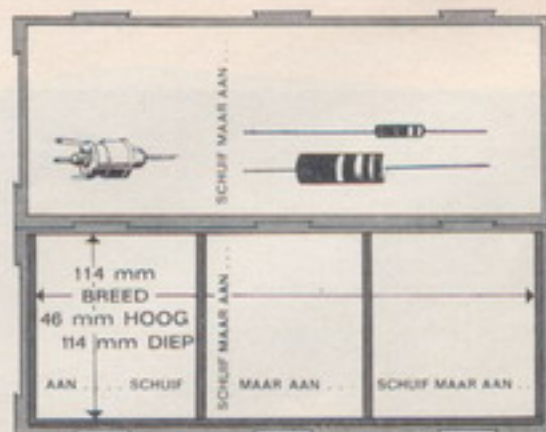 SCHUIF MAAR AAN . . .
114 mm
BREED
46 mm HOOG
114 mm DIEP
AAN . . . . . SCHUIF
SCHUIF MAAR AAN . . .
MAAR AAN . . .
SCHUIF MAAR AAN . . .